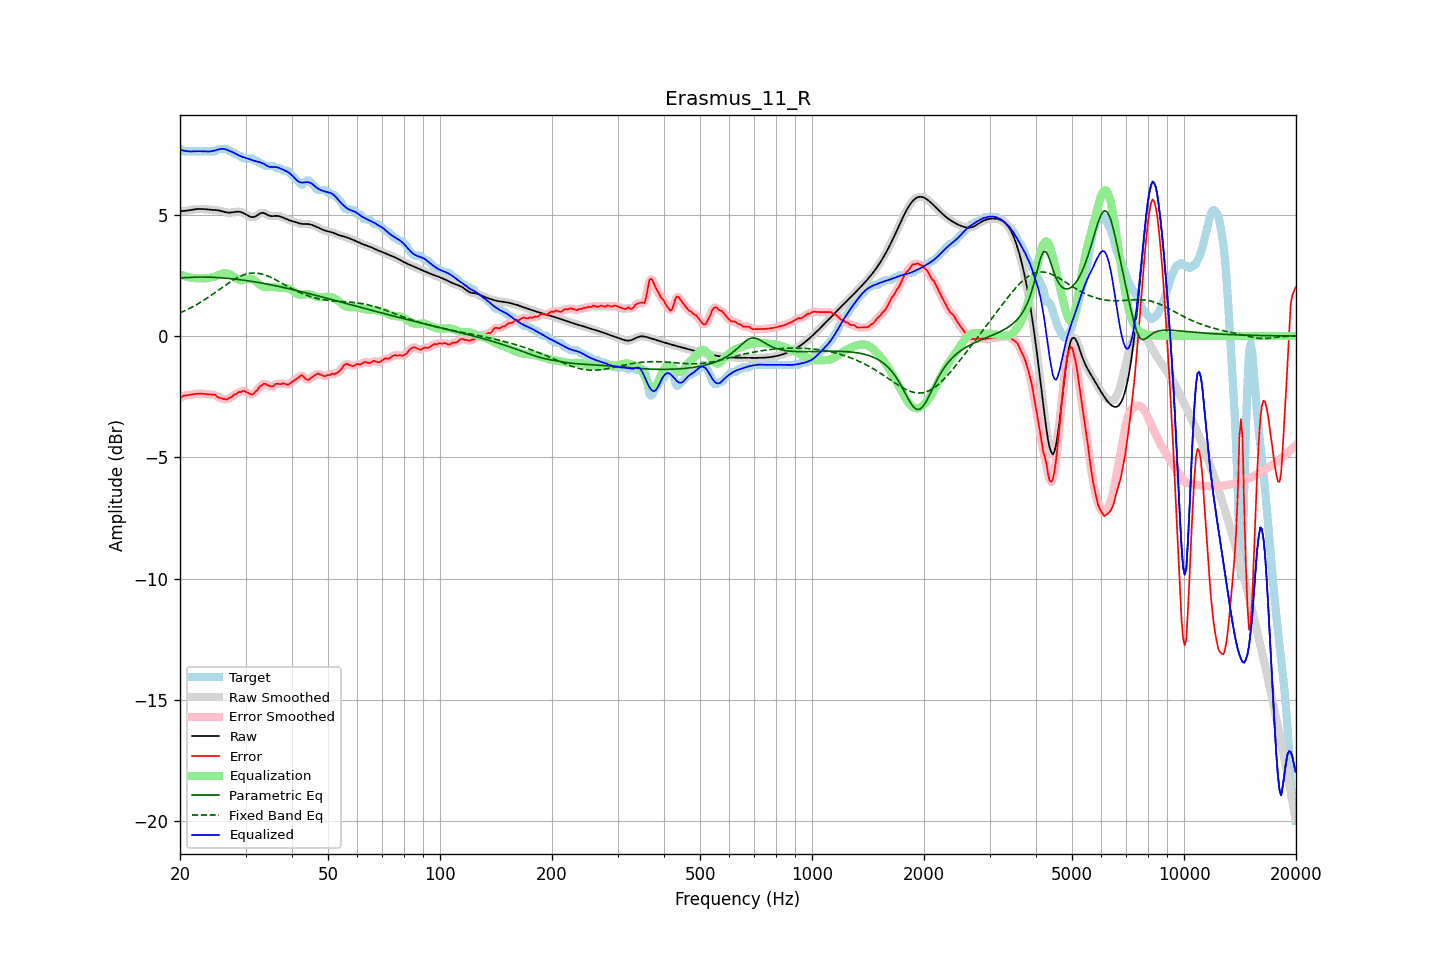 Erasmus_11_R
5
0
−5
−10
−15
−20
Amplitude (dBr)
Target
Raw Smoothed
Error Smoothed
Raw
Error
Equalization
Parametric Eq
Fixed Band Eq
Equalized
20 50 100 200 500 1000 2000 5000 10000 20000
Frequency (Hz)